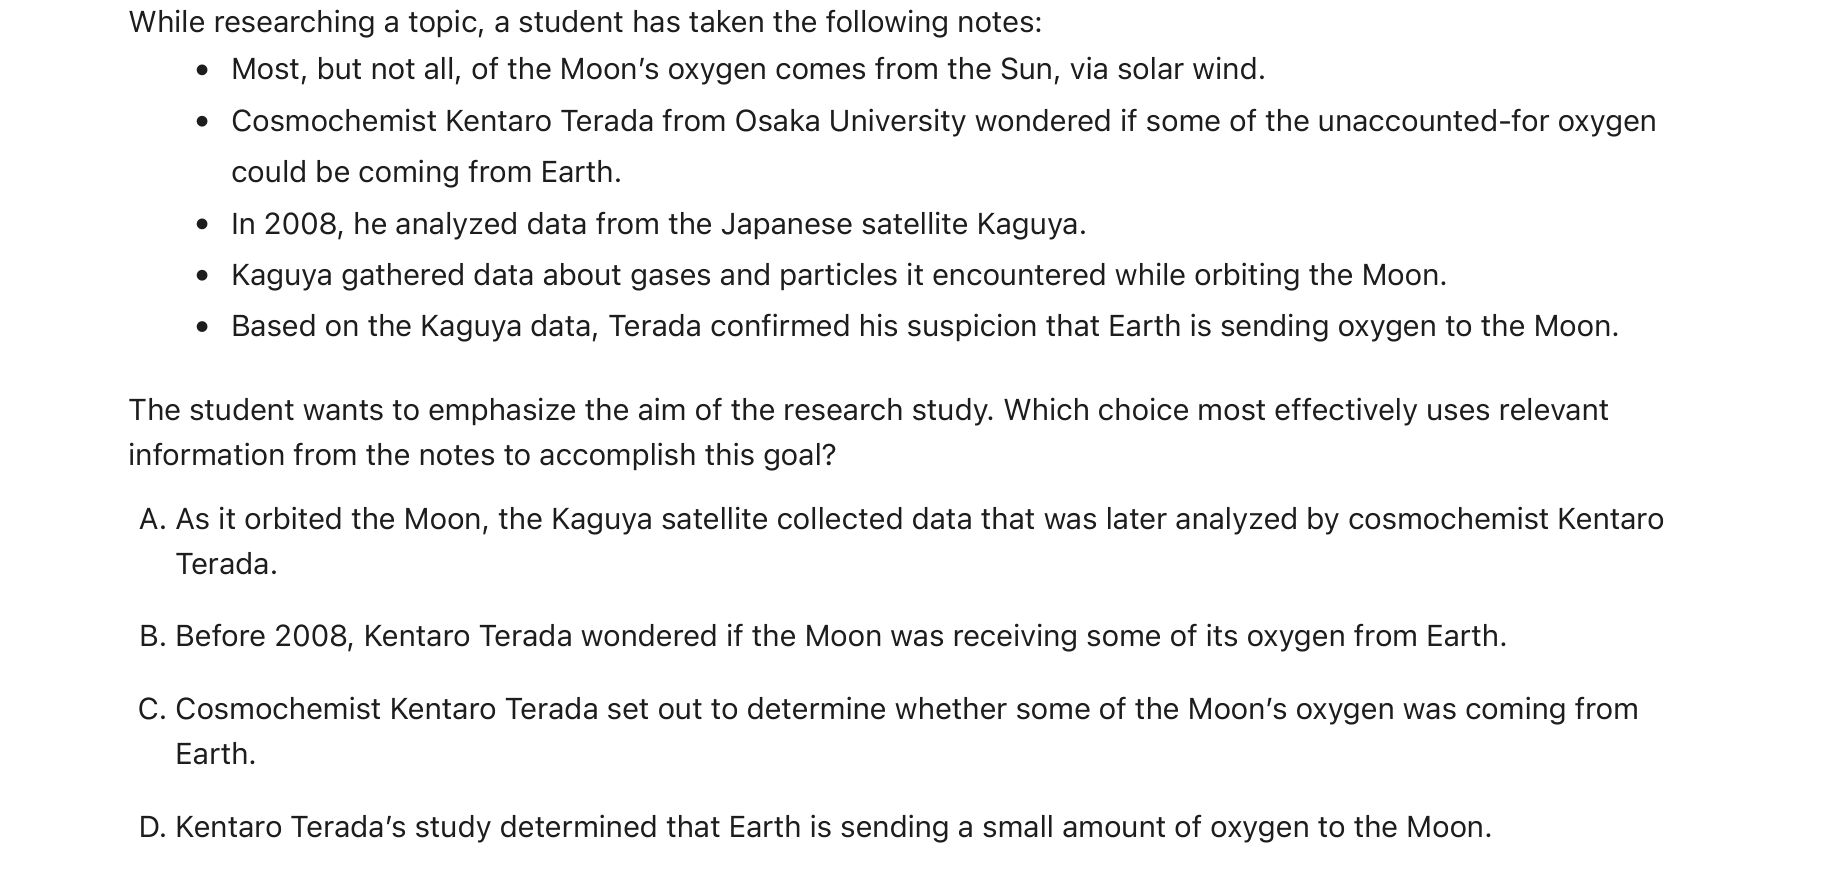 While researching a topic, a student has taken the following notes:
• Most, but not all, of the Moon’s oxygen comes from the Sun, via solar wind.
• Cosmochemist Kentaro Terada from Osaka University wondered if some of the unaccounted-for oxygen
could be coming from Earth.
• In 2008, he analyzed data from the Japanese satellite Kaguya.
• Kaguya gathered data about gases and particles it encountered while orbiting the Moon.
• Based on the Kaguya data, Terada confirmed his suspicion that Earth is sending oxygen to the Moon.
The student wants to emphasize the aim of the research study. Which choice most effectively uses relevant
information from the notes to accomplish this goal?
A. As it orbited the Moon, the Kaguya satellite collected data that was later analyzed by cosmochemist Kentaro
Terada.
B. Before 2008, Kentaro Terada wondered if the Moon was receiving some of its oxygen from Earth.
C. Cosmochemist Kentaro Terada set out to determine whether some of the Moon’s oxygen was coming from
Earth.
D. Kentaro Terada’s study determined that Earth is sending a small amount of oxygen to the Moon.